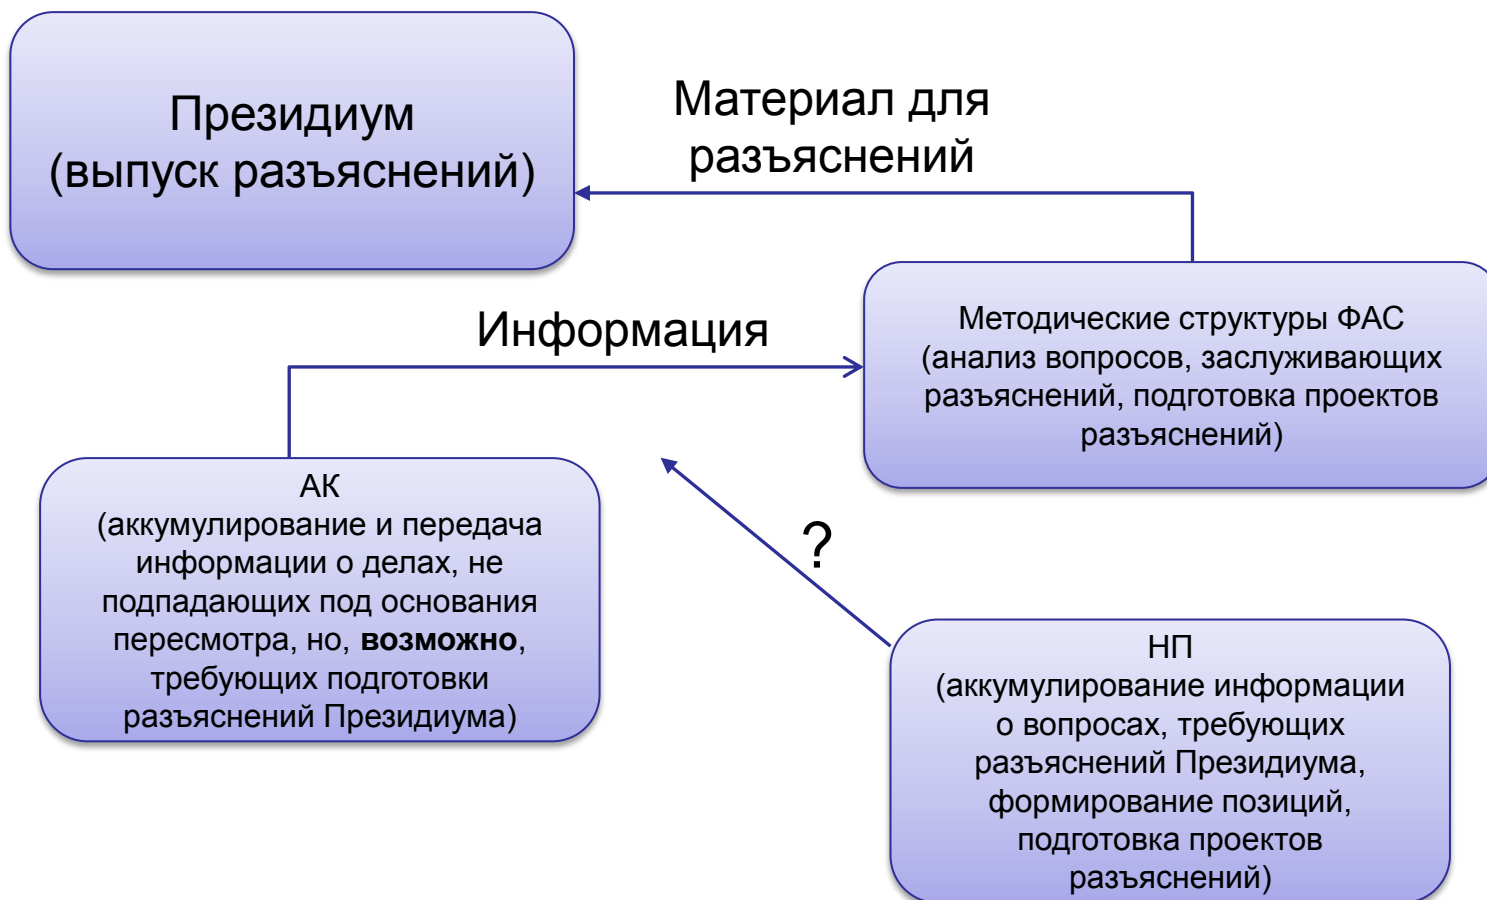 Президиум
(выпуск разъяснений)
Материал для
разъяснений
Информация
Методические структуры ФАС
(анализ вопросов, заслуживающих
разъяснений, подготовка проектов
разъяснений)
АК
(аккумулирование и передача
информации о делах, не
подпадающих под основания
пересмотра, но, возможно,
требующих подготовки
разъяснений Президиума)
?
НП
(аккумулирование информации
о вопросах, требующих
разъяснений Президиума,
формирование позиций,
подготовка проектов
разъяснений)